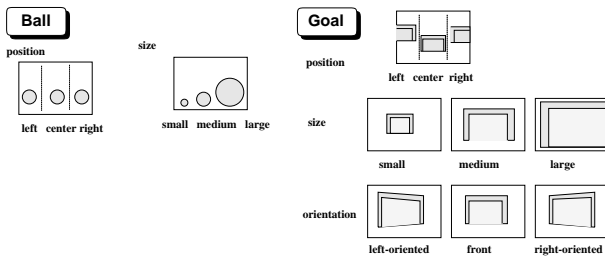 Ball
position
left center right
size
small medium large
Goal
position
left center right
size
small medium large
orientation
left-oriented front right-oriented